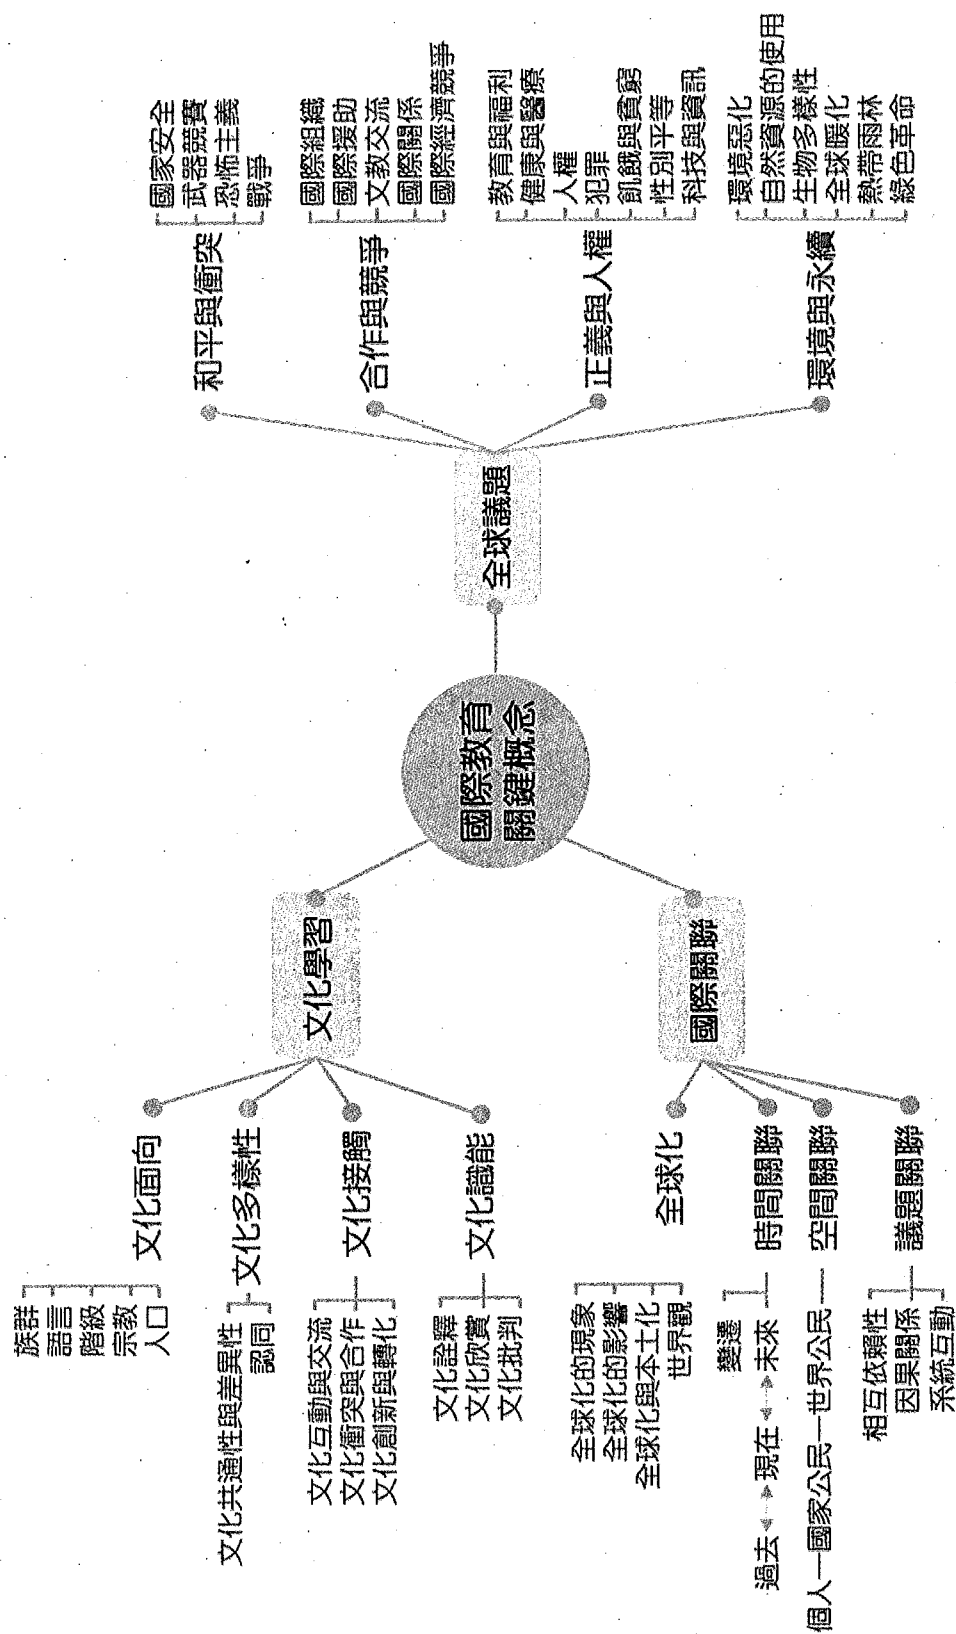 國際教育
關鍵概念
文化學習
文化面向
族群
語言
階級
宗教
人口
文化多樣性
文化共通性與差異性
認同
文化接觸
文化互動與交流
文化衝突與合作
文化創新與轉化
文化識能
文化詮釋
文化欣賞
文化批判
國際關聯
全球化
全球化的現象
全球化的影響
全球化與本土化
世界觀
時間關聯
變遷
過去 現在 未來
空間關聯
個人—國家公民—世界公民
議題關聯
相互依賴性
因果關係
系統互動
全球議題
和平與衝突
國家安全
武器競賽
恐怖主義
戰爭
合作與競爭
國際組織
國際援助
文教交流
國際關係
國際經濟競爭
正義與人權
教育與福利
健康與醫療
人權
犯罪
飢餓與貧窮
性別平等
科技與資訊
環境與永續
環境惡化
自然資源的使用
生物多樣性
全球暖化
熱帶雨林
綠色革命